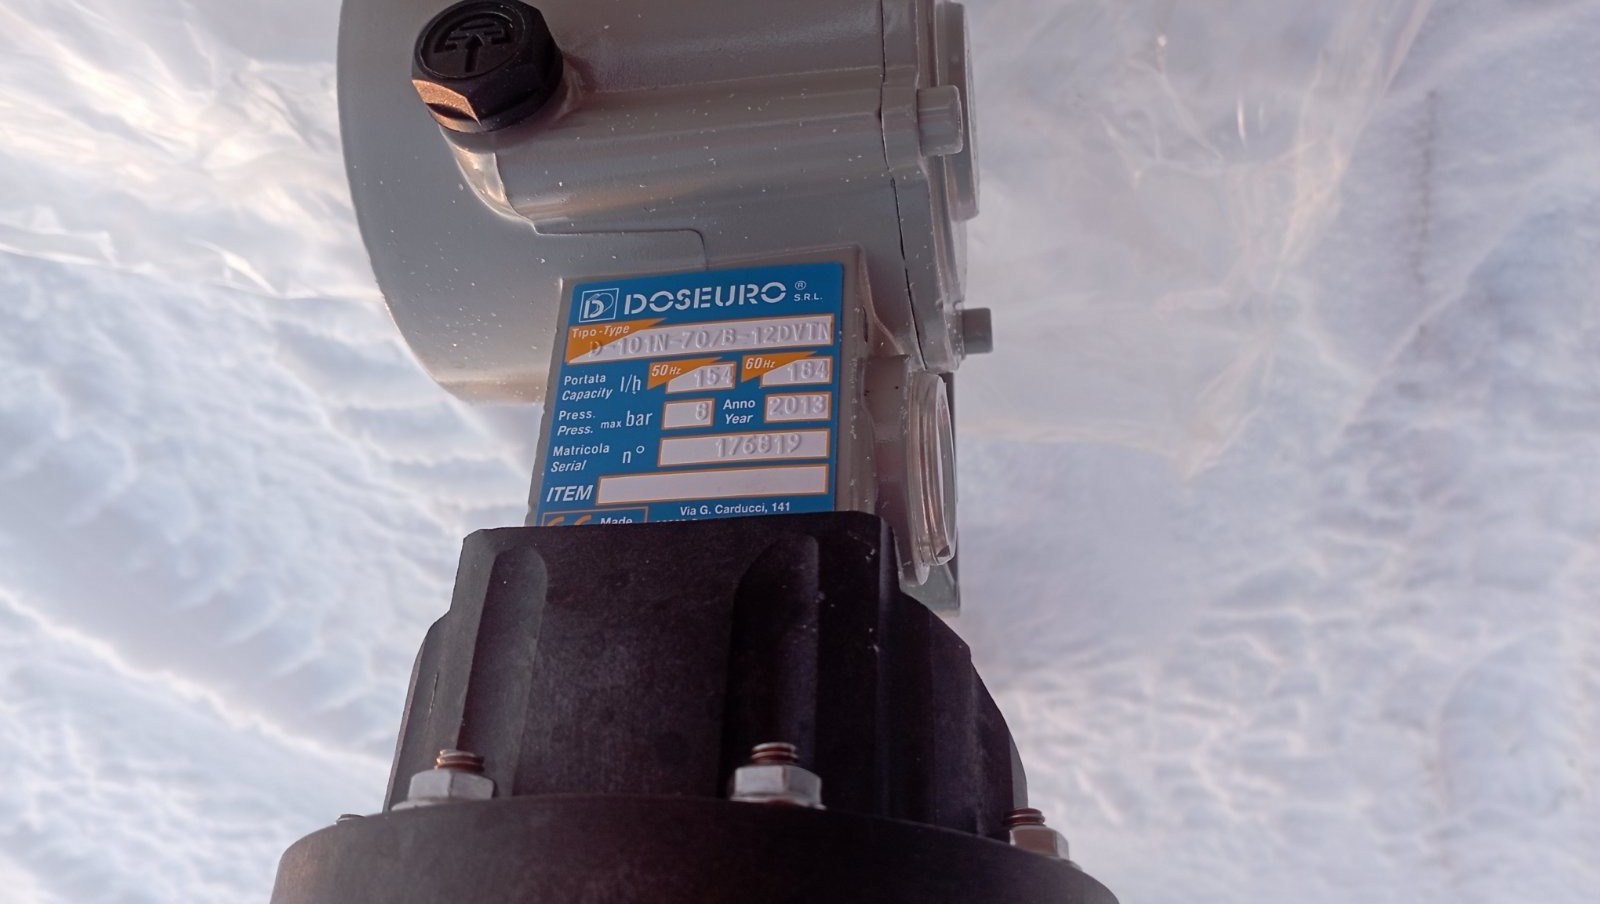 DOSEURO® S.R.L.
Tipo-Type
D-101N-70/B-12DVTN
Portata Capacity l/h 50Hz 154 60Hz 184
Press. Press. max bar 8 Anno Year 2013
Matricola Serial n° 176819
ITEM
Made
Via G. Carducci, 141